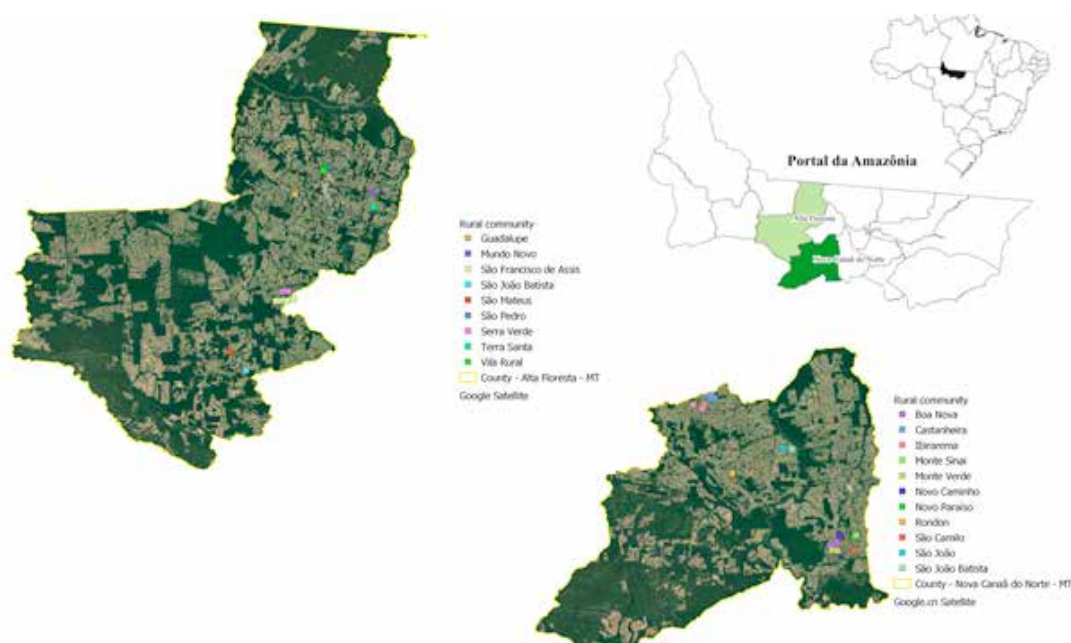 Portal da Amazônia
Alta Floresta
Nova Canaã do Norte
Rural community
Guadalupe
Mundo Novo
São Francisco de Assis
São João Batista
São Mateus
São Pedro
Serra Verde
Terra Santa
Vila Rural
County - Alta Floresta - MT
Google Satellite
Rural community
Boa Nova
Castanheira
Ibirarema
Monte Sinai
Monte Verde
Novo Caminho
Novo Paraíso
Rondon
São Camilo
São João
São João Batista
County - Nova Canaã do Norte - MT
Google.cn Satellite